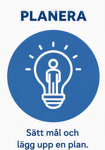 PLANERA
Sätt mål och
lägg upp en plan.